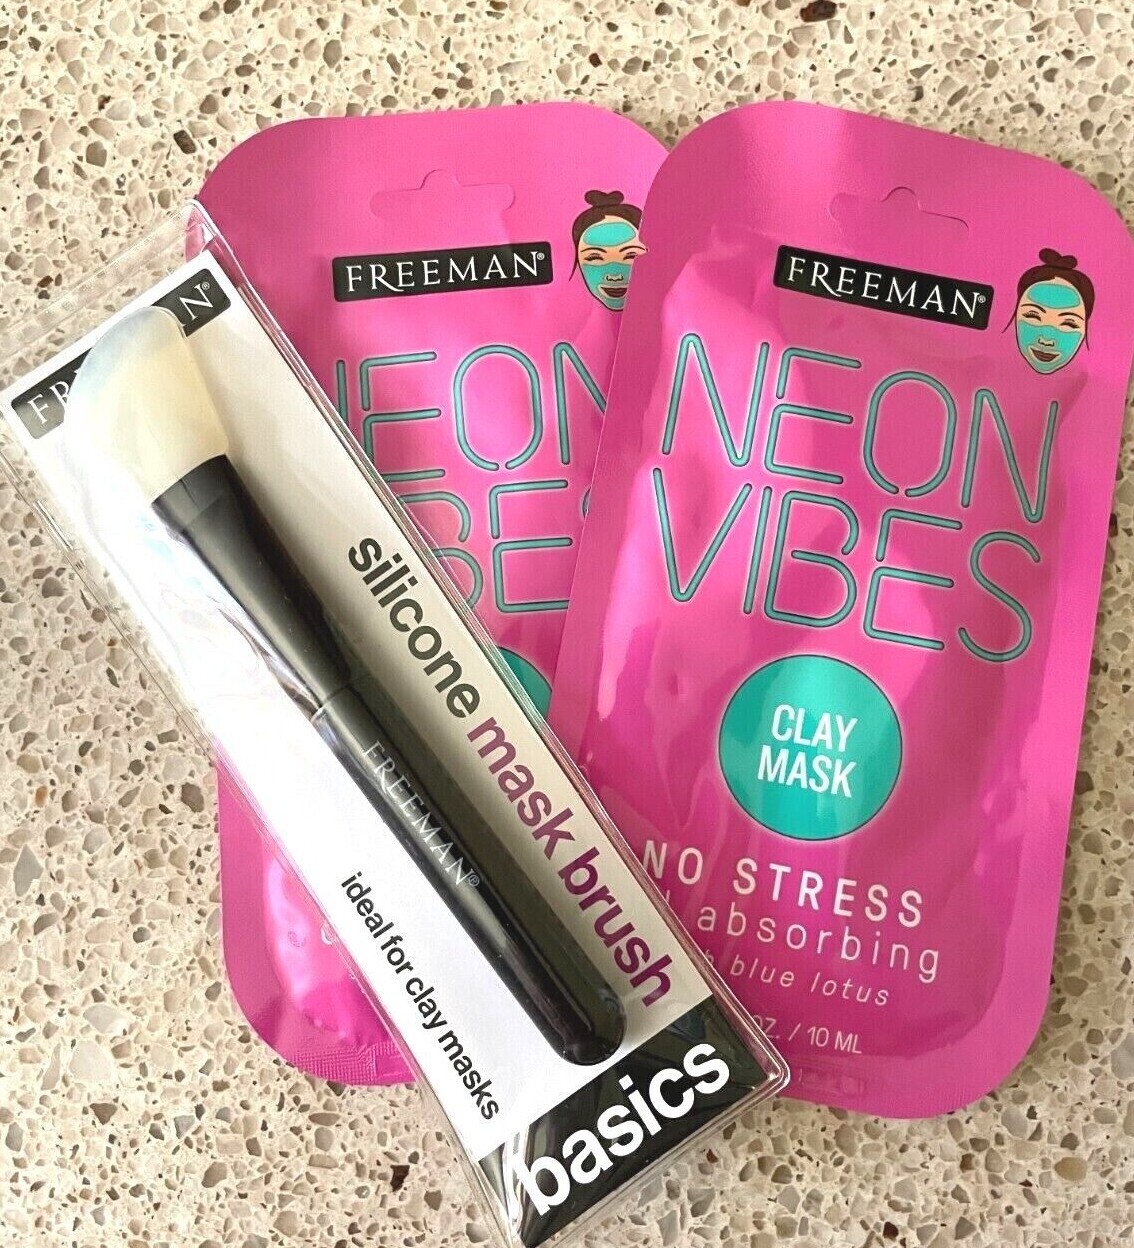 FREEMAN®
FREEMAN®
NEON
VIBES
CLAY
MASK
NO STRESS
absorbing
blue lotus
OZ. / 10 ML
silicone mask brush
FREEMAN®
ideal for clay masks
basics